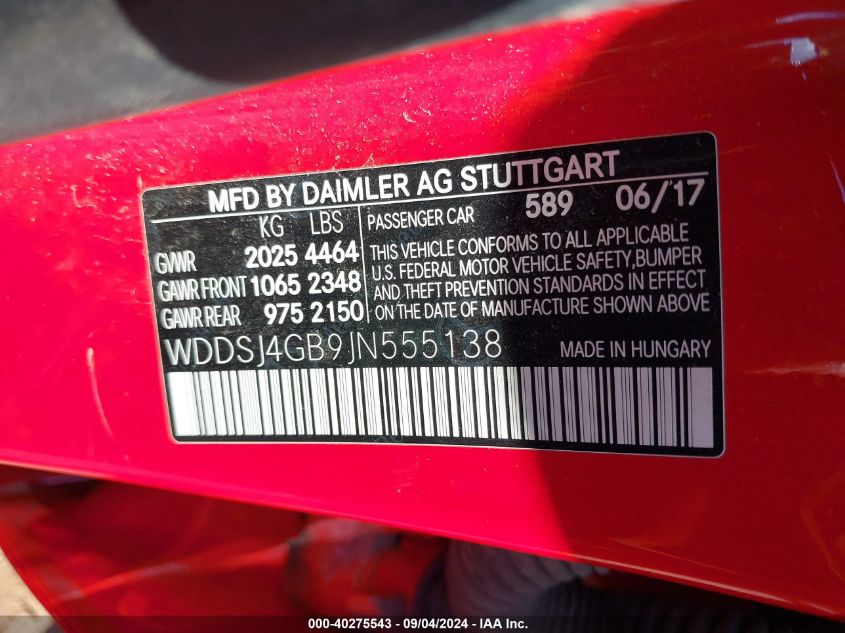 MFD BY DAIMLER AG STUTTGART
KG LBS
GVWR 2025 4464
GAWR FRONT 1065 2348
GAWR REAR 975 2150
PASSENGER CAR 589 06/17
THIS VEHICLE CONFORMS TO ALL APPLICABLE
U.S. FEDERAL MOTOR VEHICLE SAFETY,BUMPER
AND THEFT PREVENTION STANDARDS IN EFFECT
ON THE DATE OF MANUFACTURE SHOWN ABOVE
WDDSJ4GB9JN555138 MADE IN HUNGARY
000-40275543 - 09/04/2024 - IAA Inc.